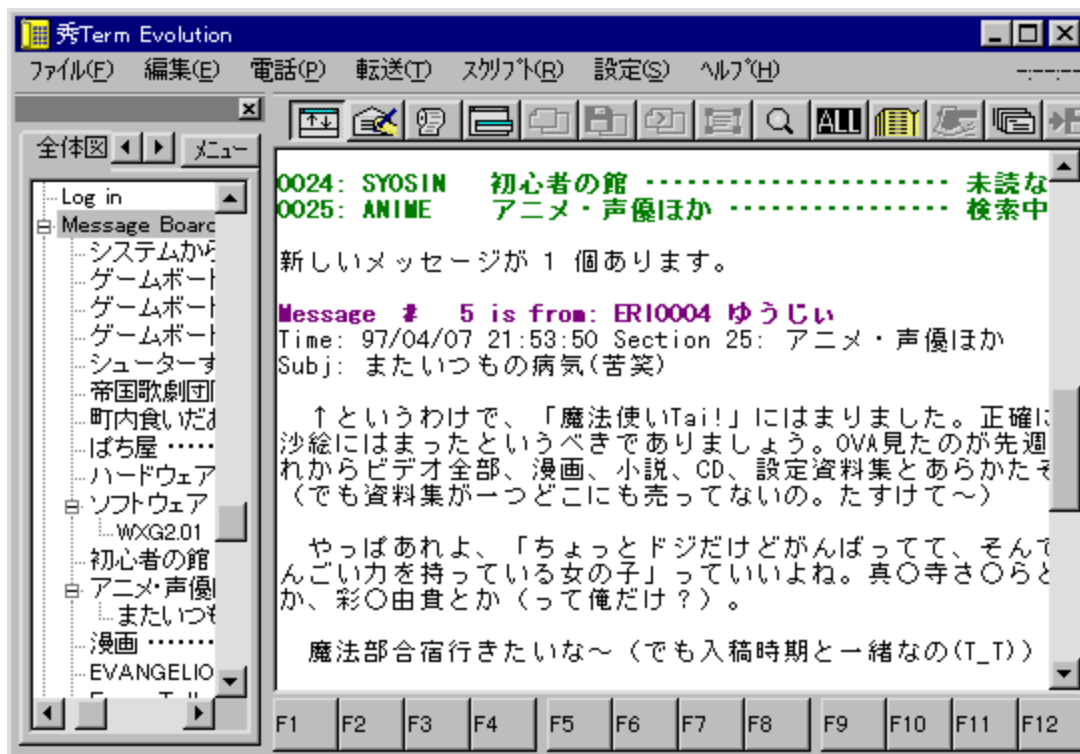 秀Term Evolution
ファイル(F) 編集(E) 電話(P) 転送(T) スクリプト(R) 設定(S) ヘルプ(H) --:--:--
全体図 メニュー
ALL
Log in
Message Board
システムから
ゲームボード
ゲームボード
ゲームボード
シューターす
帝国歌劇団
町内食いだお
ぱち屋 ······
ハードウェア
ソフトウェア
WXG2.01
初心者の館
アニメ・声優
またいつも
漫画 ·······
EVANGELIO
0024: SYOSIN 初心者の館 ······················· 未読な
0025: ANIME アニメ・声優ほか ················ 検索中
新しいメッセージが 1 個あります。
Message # 5 is from: ERI0004 ゆうじぃ
Time: 97/04/07 21:53:50 Section 25: アニメ・声優ほか
Subj: またいつもの病気(苦笑)
↑というわけで、「魔法使いTai!」にはまりました。正確に
沙絵にはまったというべきでありましょう。OVA見たのが先週
れからビデオ全部、漫画、小説、CD、設定資料集とあらかたそ
（でも資料集が一つどこにも売ってないの。たすけて～）
やっぱあれよ、「ちょっとドジだけどがんばってて、そんで
んごい力を持っている女の子」っていいよね。真○寺さ○らと
か、彩○由貴とか（って俺だけ？）。
魔法部合宿行きたいな～（でも入稿時期と一緒なの(T_T)）
F1 F2 F3 F4 F5 F6 F7 F8 F9 F10 F11 F12